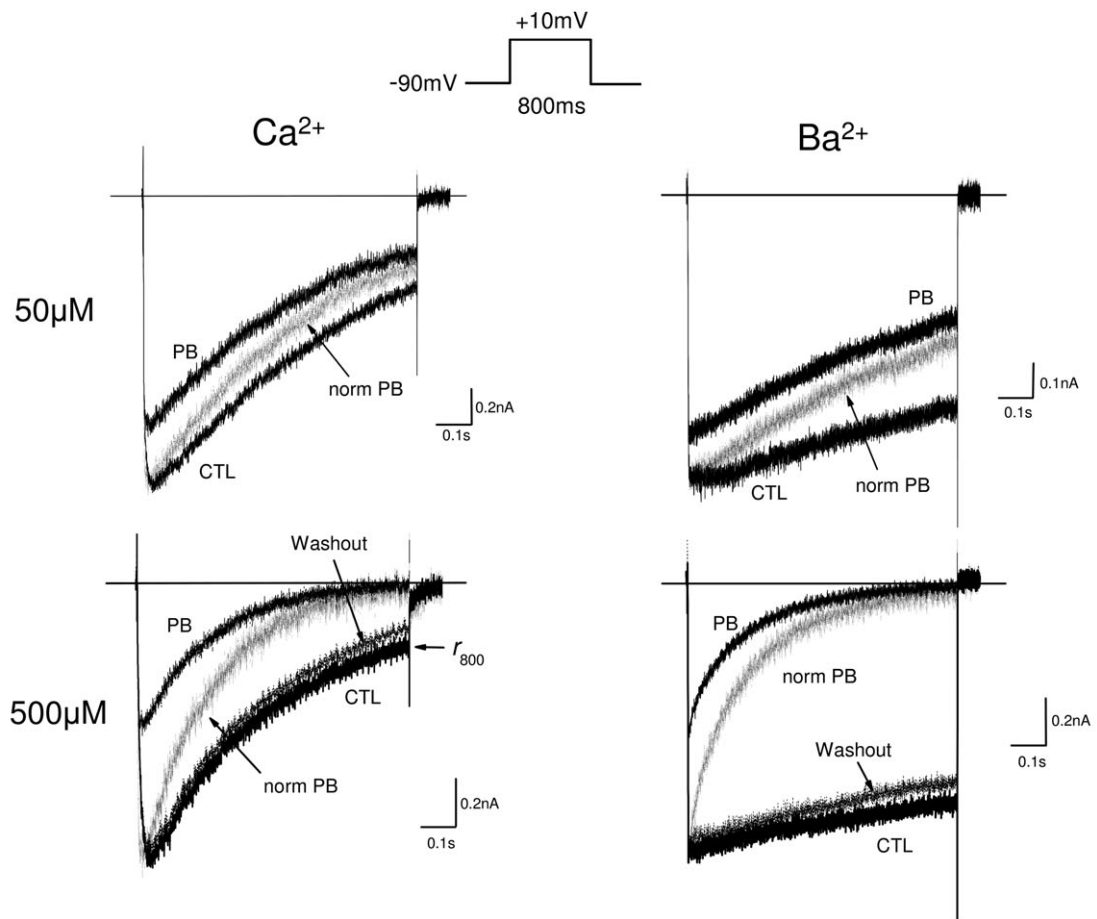 +10mV
-90mV
800ms
Ca²⁺
Ba²⁺
50µM
PB
norm PB
CTL
0.2nA
0.1s
PB
norm PB
CTL
0.1nA
0.1s
500µM
Washout
PB
r800
CTL
norm PB
0.2nA
0.1s
PB
norm PB
Washout
CTL
0.2nA
0.1s